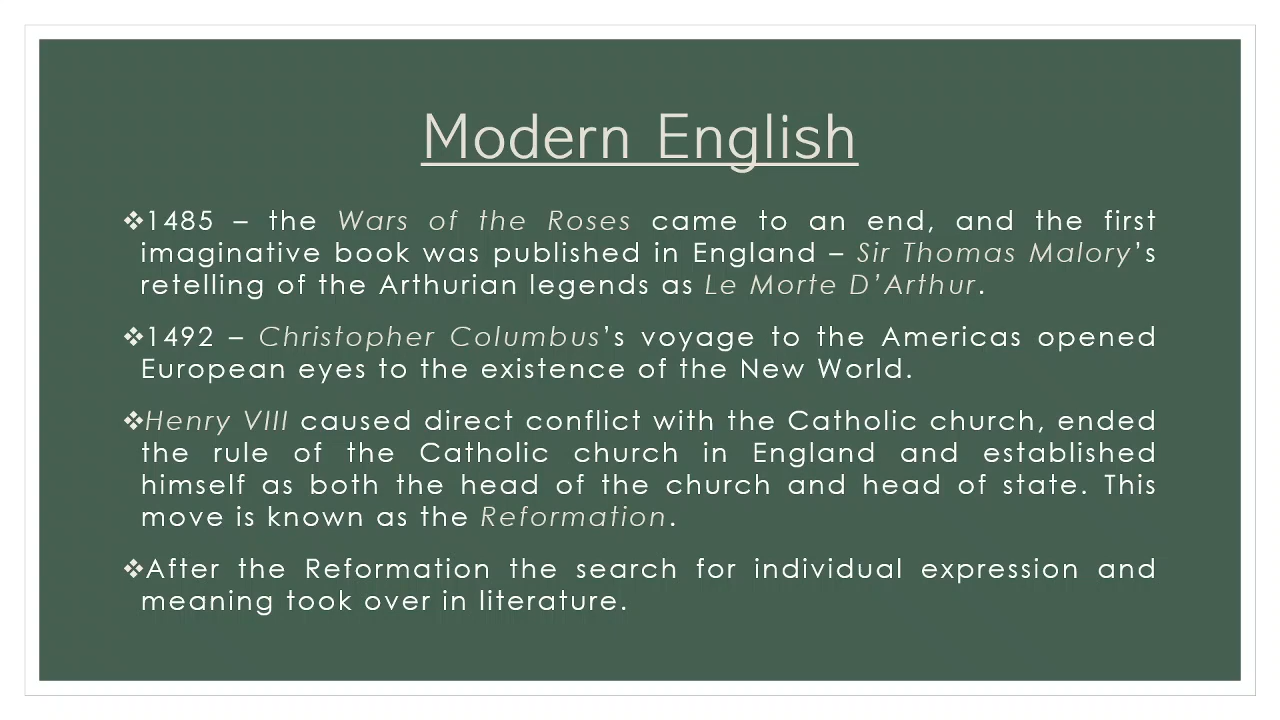 Modern English
❖1485 – the Wars of the Roses came to an end, and the first
imaginative book was published in England – Sir Thomas Malory’s
retelling of the Arthurian legends as Le Morte D’Arthur.
❖1492 – Christopher Columbus’s voyage to the Americas opened
European eyes to the existence of the New World.
❖Henry VIII caused direct conflict with the Catholic church, ended
the rule of the Catholic church in England and established
himself as both the head of the church and head of state. This
move is known as the Reformation.
❖After the Reformation the search for individual expression and
meaning took over in literature.